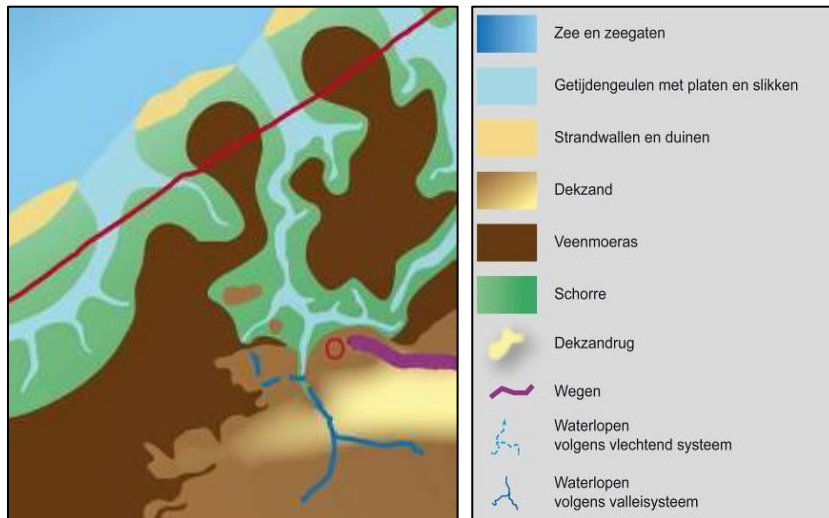 Zee en zeegaten
Getijdengeulen met platen en slikken
Strandwallen en duinen
Dekzand
Veenmoeras
Schorre
Dekzandrug
Wegen
Waterlopen
volgens vlechtend systeem
Waterlopen
volgens valleisysteem